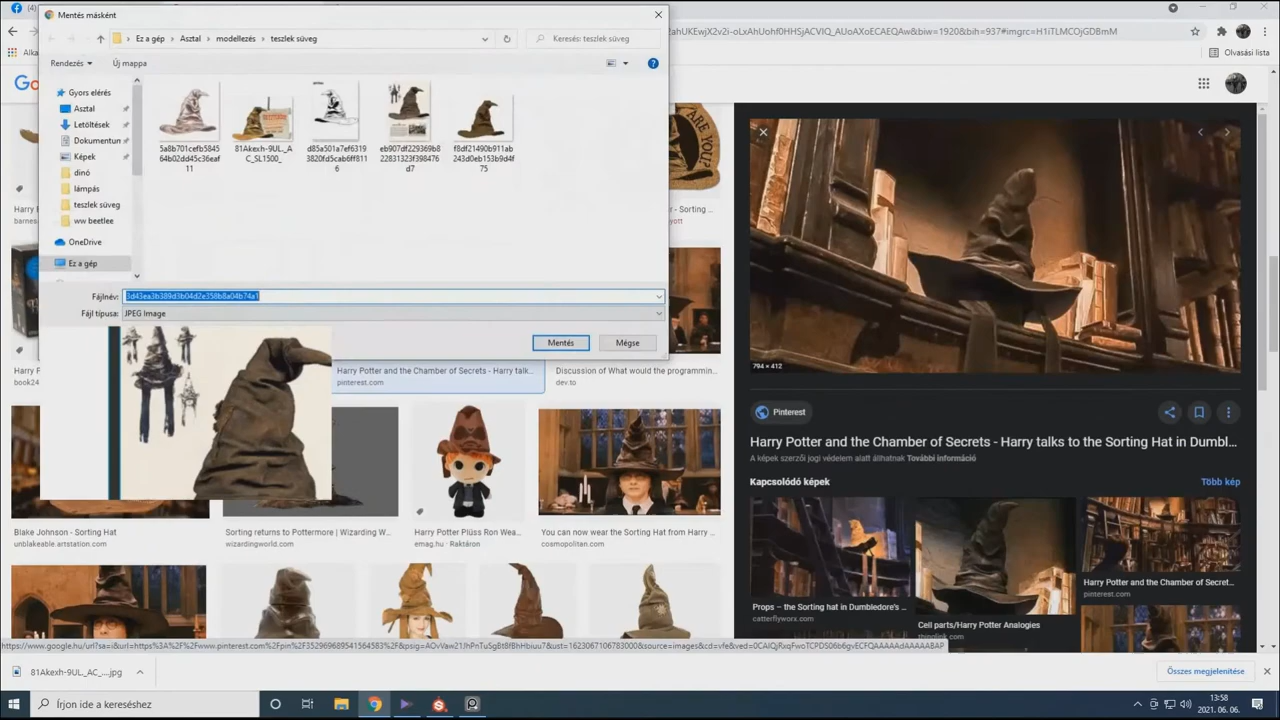 Mentés másként
Ez a gép
Asztal
modellezés
teszlek süveg
Keresés: teszlek süveg
Rendezés
Új mappa
Gyors elérés
Asztal
Letöltések
Dokumentun
Képek
dinó
lámpás
teszlek süveg
ww beetlee
OneDrive
Ez a gép
5a8b701cefb5845
64b02dd45c36eaf
11
81Akexh-9UL._A
C_SL1500_
d85a501a7ef6319
3820fd5cab6ff811
6
eb907df229369b8
22831323f398476
d7
f8df21490b911ab
243d0eb153b9d4f
75
Fájlnév:
3d43ea3b389d3b04d2e358b8a04b74a1
Fájl típusa:
JPEG Image
Mentés
Mégse
Olvasási lista
794 × 412
Pinterest
Harry Potter and the Chamber of Secrets - Harry talks to the Sorting Hat in Dumbl...
A képek szerzői jogi védelem alatt állhatnak További információ
Kapcsolódó képek
Több kép
Props – the Sorting hat in Dumbledore's ...
catterflyworx.com
Cell parts/Harry Potter Analogies
thinglink.com
Harry Potter and the Chamber of Secret...
pinterest.com
Harry Potter and the Chamber of Secrets - Harry talk...
pinterest.com
Discussion of What would the programmin...
dev.to
Blake Johnson - Sorting Hat
unblakeable.artstation.com
Sorting returns to Pottermore | Wizarding W...
wizardingworld.com
Harry Potter Plüss Ron Wea...
emag.hu · Raktáron
You can now wear the Sorting Hat from Harry ...
cosmopolitan.com
81Akexh-9UL._AC_....jpg
Összes megjelenítése
Írjon ide a kereséshez
13:58
2021. 06. 06.